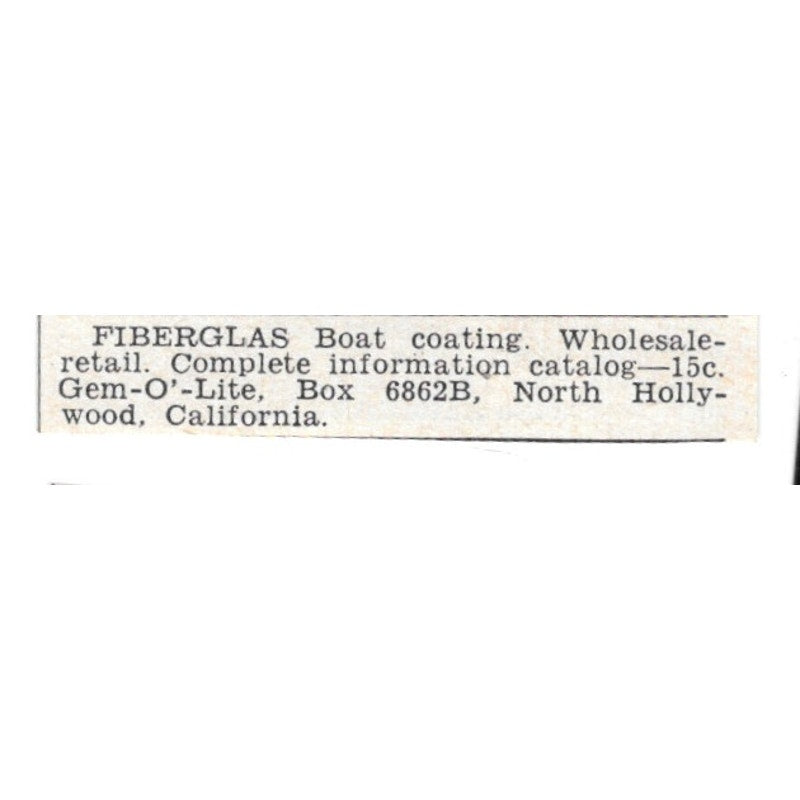 FIBERGLAS Boat coating. Wholesale-
retail. Complete information catalog—15c.
Gem-O'-Lite, Box 6862B, North Holly-
wood, California.